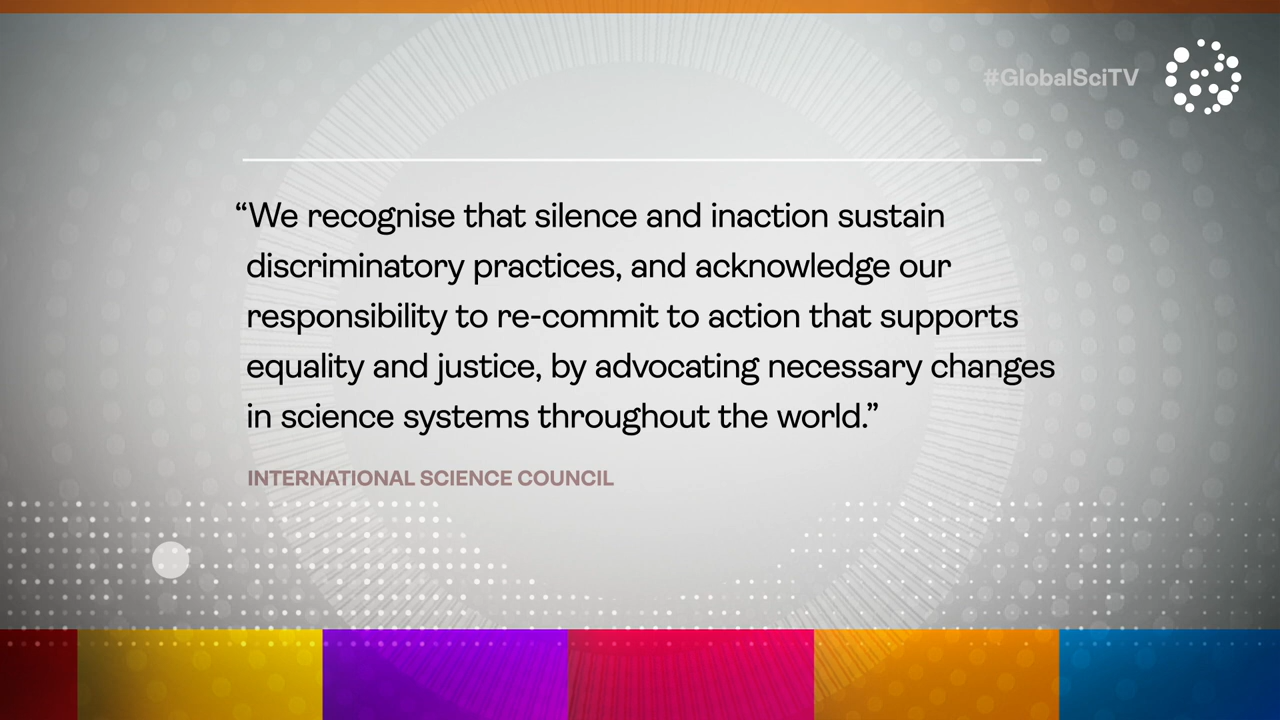 #GlobalSciTV
“We recognise that silence and inaction sustain
discriminatory practices, and acknowledge our
responsibility to re-commit to action that supports
equality and justice, by advocating necessary changes
in science systems throughout the world.”
INTERNATIONAL SCIENCE COUNCIL